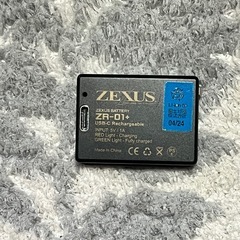 ZEXUS
ZEXUS BATTERY
ZR-01+
USB-C Rechargeable
INPUT: 5V⎓1A
RED Light - Charging
GREEN Light - Fully charged
Made In China
04/24